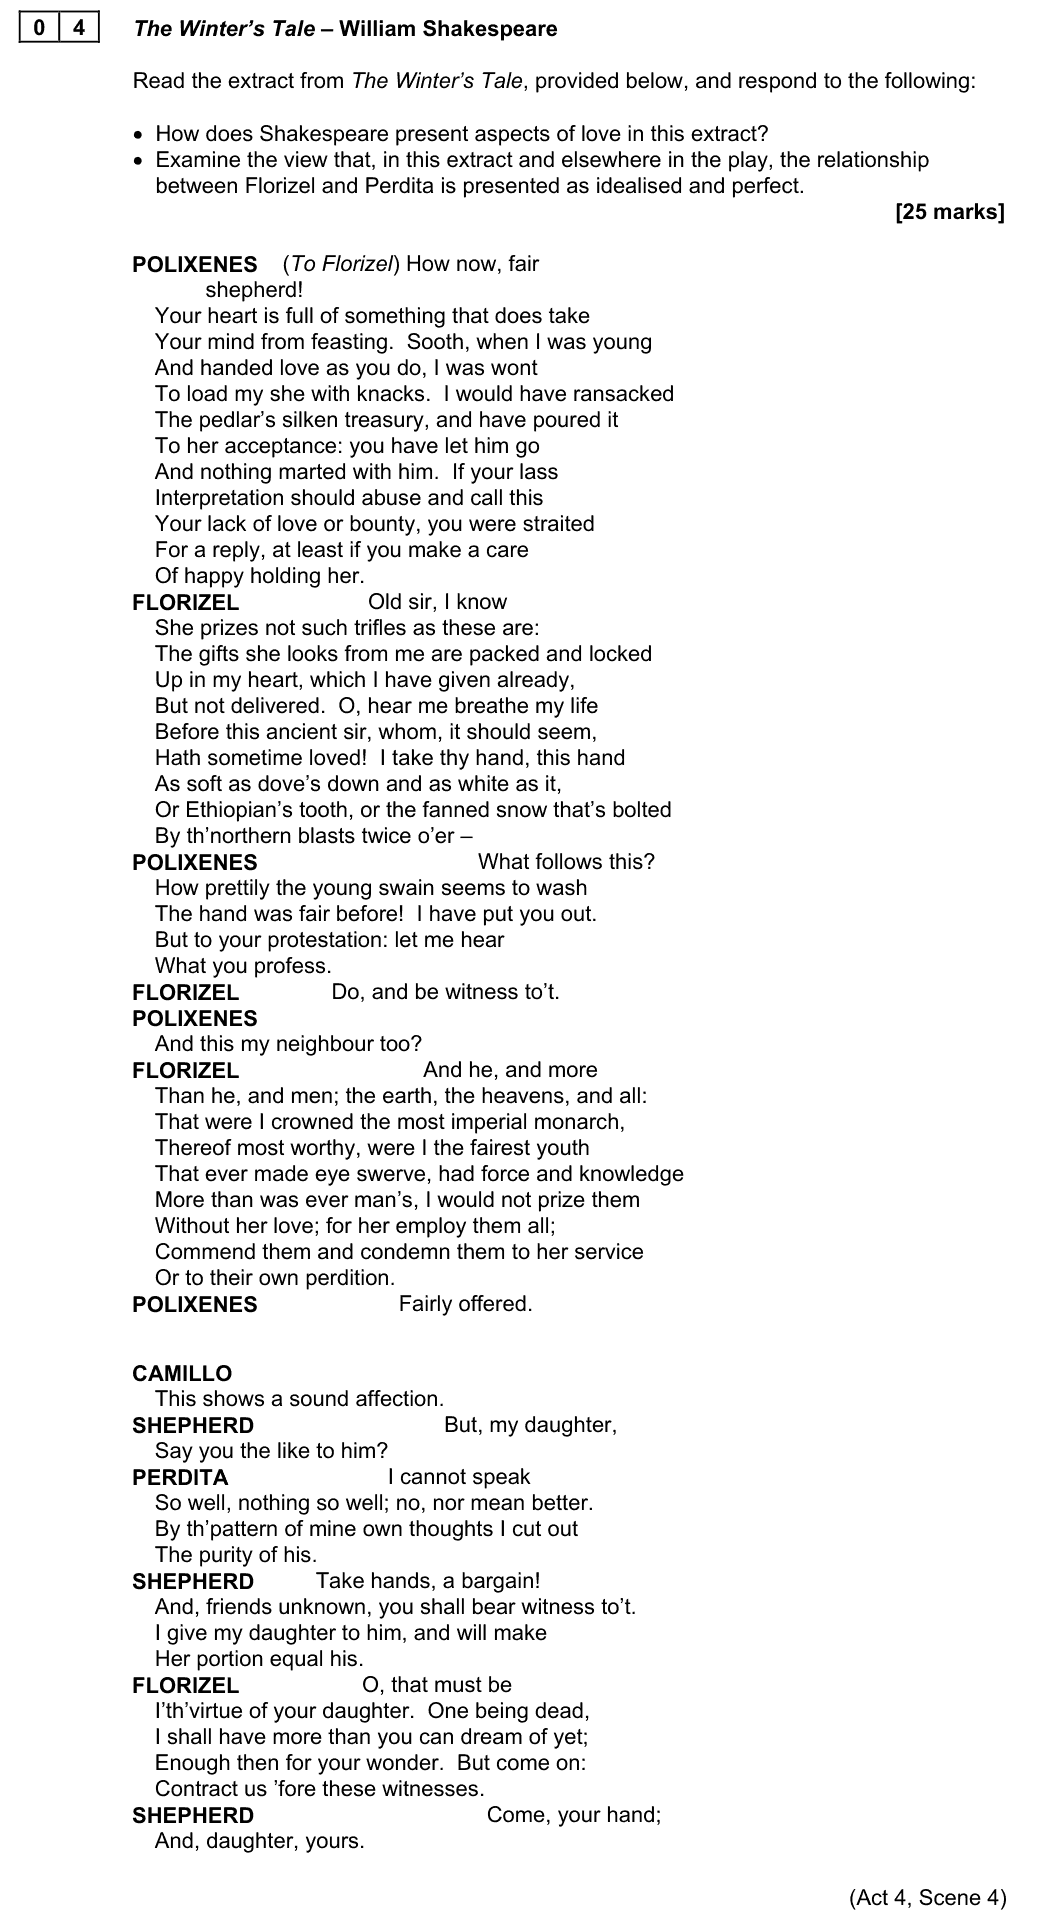 0 4 The Winter's Tale – William Shakespeare
Read the extract from The Winter's Tale, provided below, and respond to the following:
• How does Shakespeare present aspects of love in this extract?
• Examine the view that, in this extract and elsewhere in the play, the relationship
between Florizel and Perdita is presented as idealised and perfect.
[25 marks]
POLIXENES (To Florizel) How now, fair
shepherd!
Your heart is full of something that does take
Your mind from feasting. Sooth, when I was young
And handed love as you do, I was wont
To load my she with knacks. I would have ransacked
The pedlar's silken treasury, and have poured it
To her acceptance: you have let him go
And nothing marted with him. If your lass
Interpretation should abuse and call this
Your lack of love or bounty, you were straited
For a reply, at least if you make a care
Of happy holding her.
FLORIZEL Old sir, I know
She prizes not such trifles as these are:
The gifts she looks from me are packed and locked
Up in my heart, which I have given already,
But not delivered. O, hear me breathe my life
Before this ancient sir, whom, it should seem,
Hath sometime loved! I take thy hand, this hand
As soft as dove's down and as white as it,
Or Ethiopian's tooth, or the fanned snow that's bolted
By th'northern blasts twice o'er –
POLIXENES What follows this?
How prettily the young swain seems to wash
The hand was fair before! I have put you out.
But to your protestation: let me hear
What you profess.
FLORIZEL Do, and be witness to't.
POLIXENES
And this my neighbour too?
FLORIZEL And he, and more
Than he, and men; the earth, the heavens, and all:
That were I crowned the most imperial monarch,
Thereof most worthy, were I the fairest youth
That ever made eye swerve, had force and knowledge
More than was ever man's, I would not prize them
Without her love; for her employ them all;
Commend them and condemn them to her service
Or to their own perdition.
POLIXENES Fairly offered.
CAMILLO
This shows a sound affection.
SHEPHERD But, my daughter,
Say you the like to him?
PERDITA I cannot speak
So well, nothing so well; no, nor mean better.
By th'pattern of mine own thoughts I cut out
The purity of his.
SHEPHERD Take hands, a bargain!
And, friends unknown, you shall bear witness to't.
I give my daughter to him, and will make
Her portion equal his.
FLORIZEL O, that must be
I'th'virtue of your daughter. One being dead,
I shall have more than you can dream of yet;
Enough then for your wonder. But come on:
Contract us 'fore these witnesses.
SHEPHERD Come, your hand;
And, daughter, yours.
(Act 4, Scene 4)